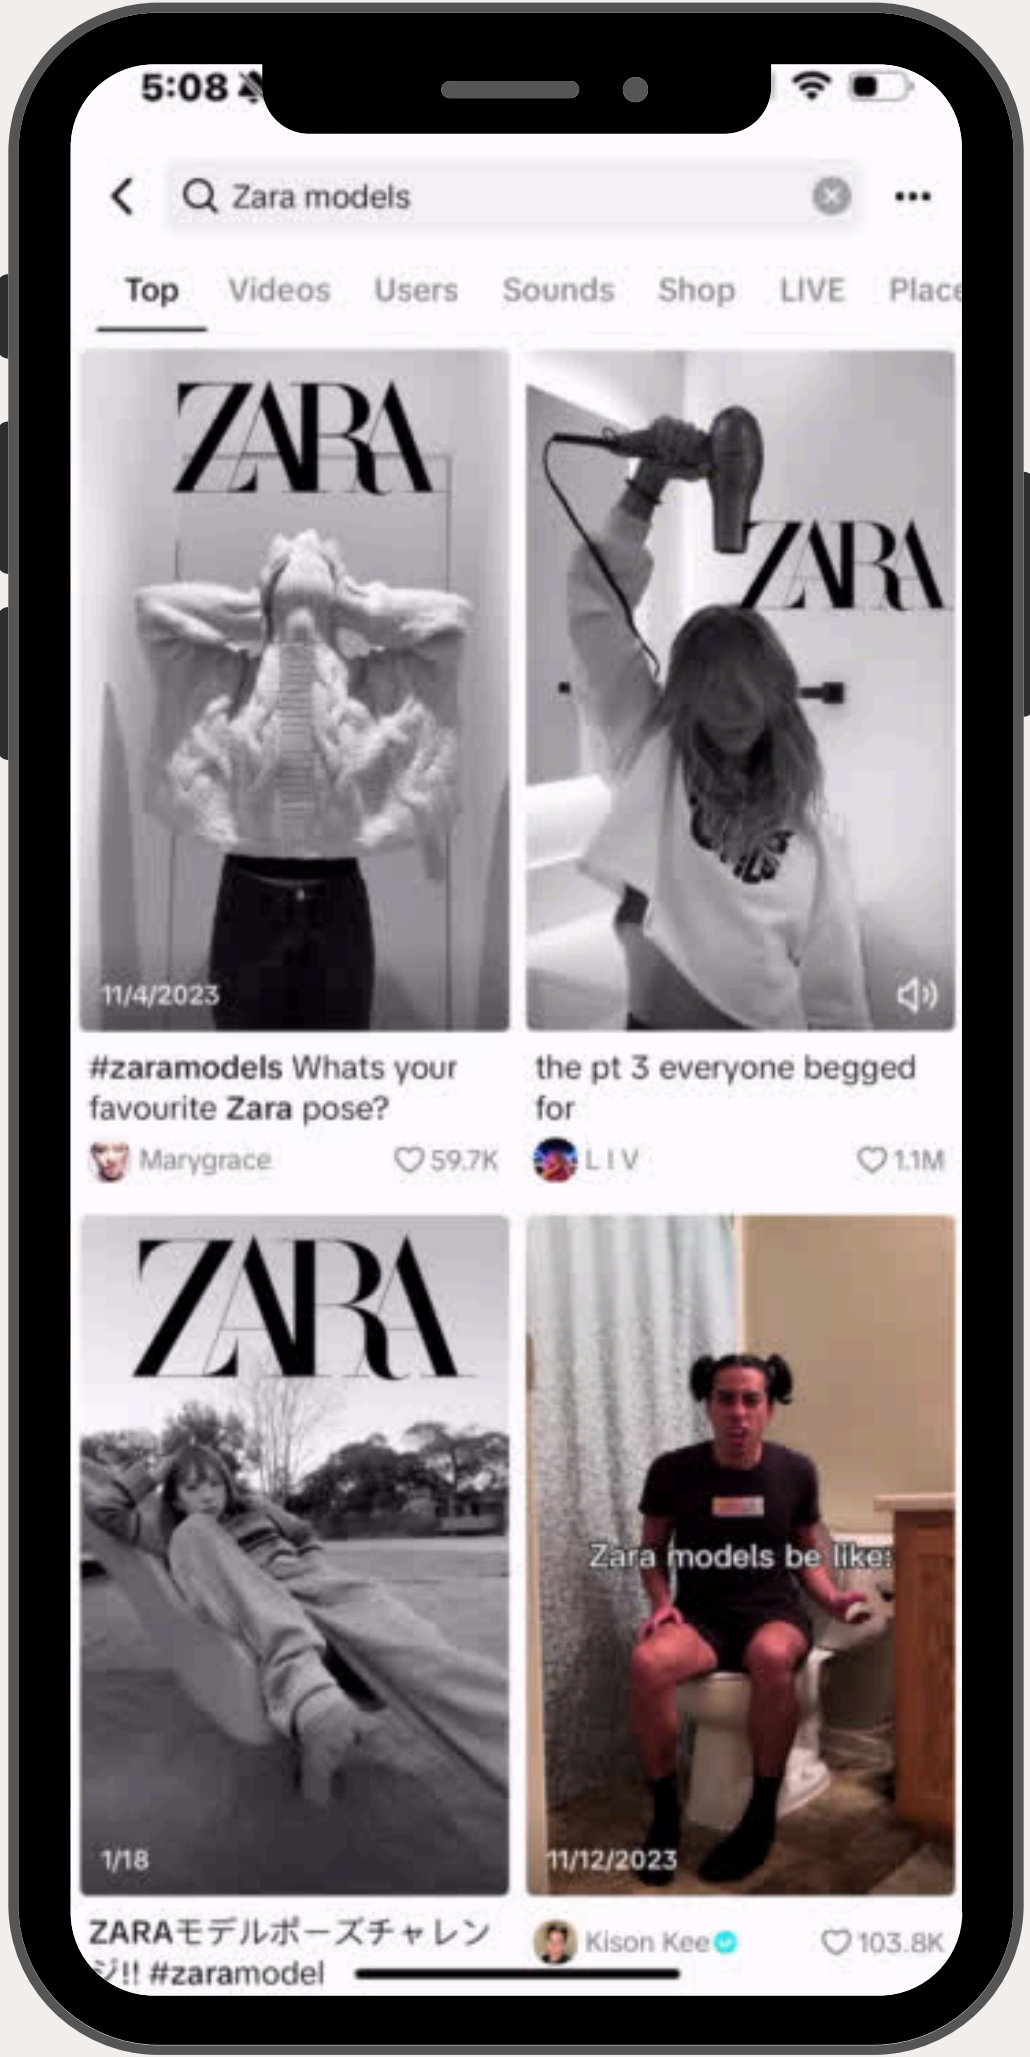 5:08
Zara models
Top Videos Users Sounds Shop LIVE Place
ZARA
11/4/2023
#zaramodels Whats your
favourite Zara pose?
Marygrace 59.7K
ZARA
the pt 3 everyone begged
for
L I V 1.1M
ZARA
1/18
ZARAモデルポーズチャレン
ジ!! #zaramodel
Zara models be like:
11/12/2023
Kison Kee 103.8K